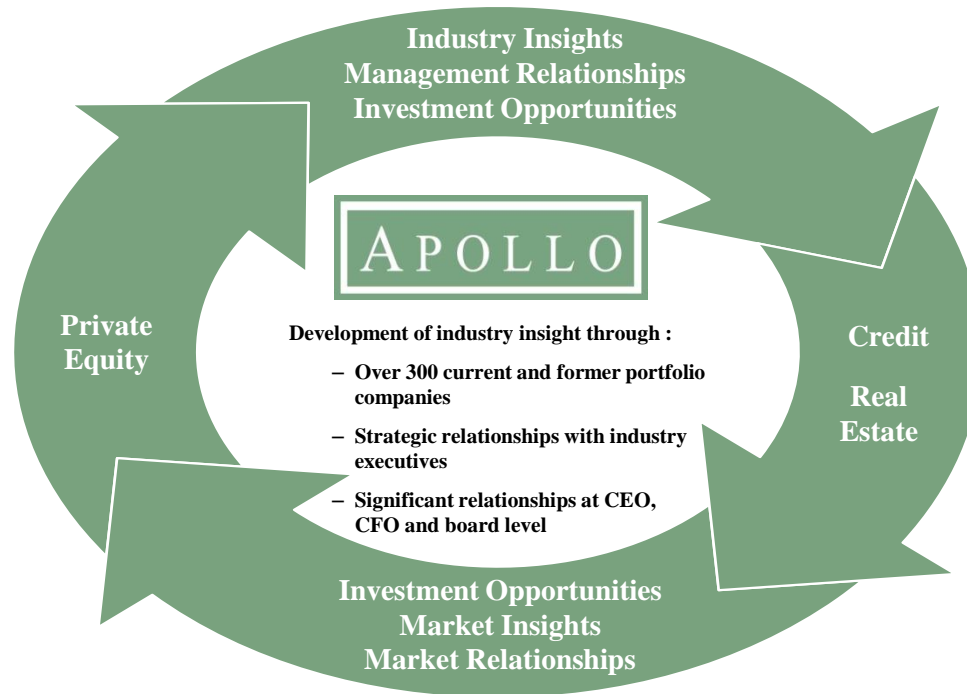 Industry Insights
Management Relationships
Investment Opportunities
APOLLO
Private
Equity
Development of industry insight through :
– Over 300 current and former portfolio
companies
– Strategic relationships with industry
executives
– Significant relationships at CEO,
CFO and board level
Credit
Real
Estate
Investment Opportunities
Market Insights
Market Relationships